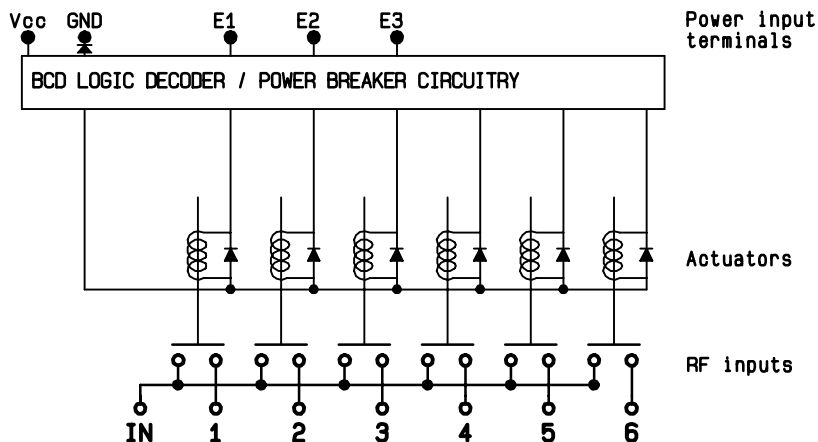 Vcc GND E1 E2 E3 Power input
terminals
BCD LOGIC DECODER / POWER BREAKER CIRCUITRY
Actuators
RF inputs
IN 1 2 3 4 5 6